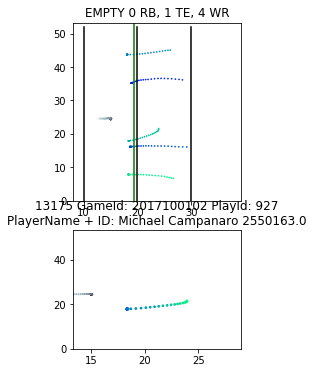 EMPTY 0 RB, 1 TE, 4 WR
50
40
30
20
10
0
10 20 30
13175 GameId: 2017100102 PlayId: 927
PlayerName + ID: Michael Campanaro 2550163.0
40
20
0
15 20 25